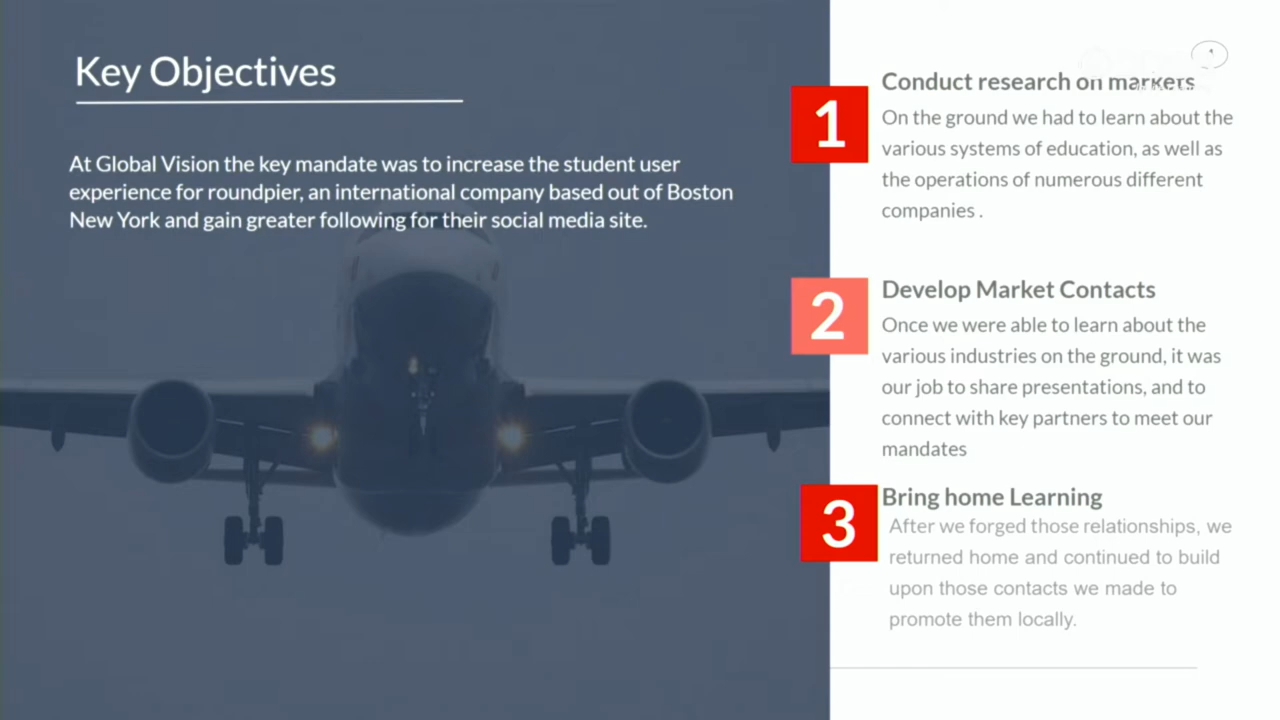 Key Objectives
At Global Vision the key mandate was to increase the student user
experience for roundpier, an international company based out of Boston
New York and gain greater following for their social media site.
1
Conduct research on markets
On the ground we had to learn about the
various systems of education, as well as
the operations of numerous different
companies .
2
Develop Market Contacts
Once we were able to learn about the
various industries on the ground, it was
our job to share presentations, and to
connect with key partners to meet our
mandates
3
Bring home Learning
After we forged those relationships, we
returned home and continued to build
upon those contacts we made to
promote them locally.